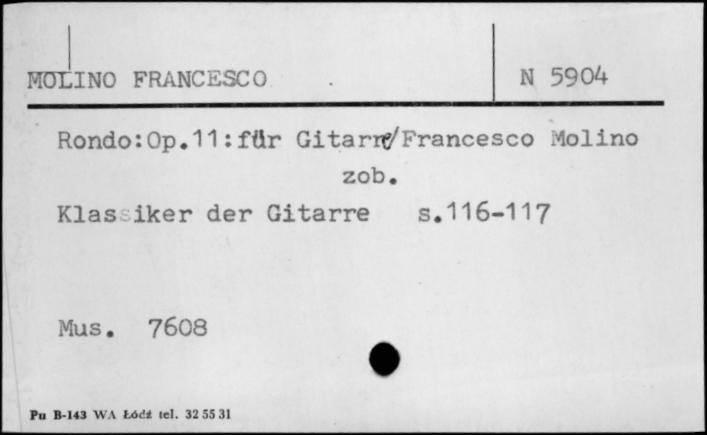 MOLINO FRANCESCO N 5904
Rondo:Op.11:für Gitarre/Francesco Molino
zob.
Klassiker der Gitarre s.116-117
Mus. 7608
Pu B-143 WA Łódź tel. 32 55 31